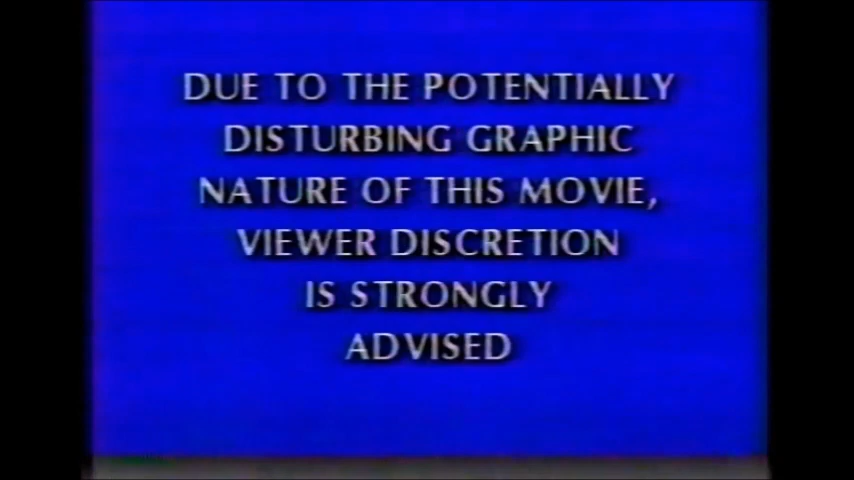 DUE TO THE POTENTIALLY
DISTURBING GRAPHIC
NATURE OF THIS MOVIE,
VIEWER DISCRETION
IS STRONGLY
ADVISED